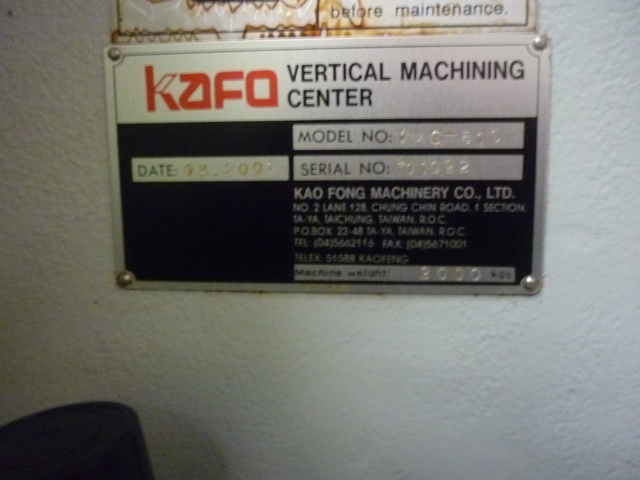 before maintenance.
KAFO VERTICAL MACHINING CENTER
MODEL NO:
DATE:
SERIAL NO:
KAO FONG MACHINERY CO., LTD.
NO. 2 LANE 128, CHUNG CHIN ROAD, 1 SECTION,
TA-YA, TAICHUNG, TAIWAN, R.O.C.
P.O.BOX 22-48 TA-YA, TAIWAN, R.O.C.
TEL: (04)5662116 FAX: (04)5671001
TELEX 51588 KAOFENG
Machine weight: 2000 kgs